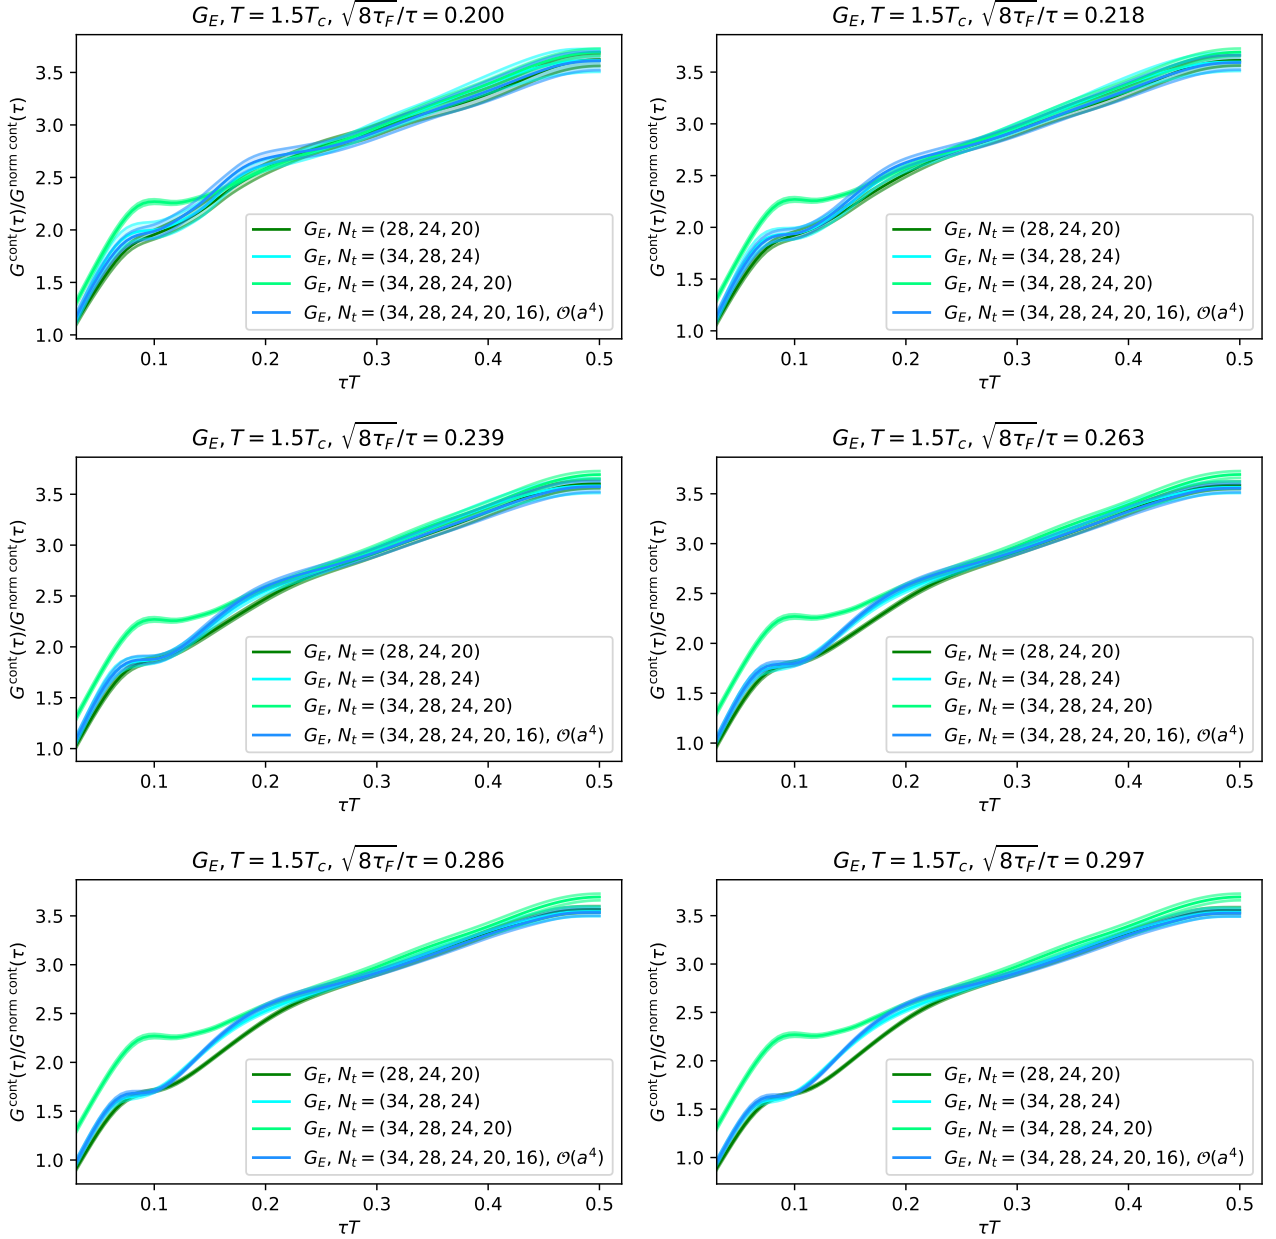 G_E, T = 1.5T_c, √8τ_F/τ = 0.200
G^cont(τ)/G^norm cont(τ)
3.5
3.0
2.5
2.0
1.5
1.0
G_E, N_t = (28, 24, 20)
G_E, N_t = (34, 28, 24)
G_E, N_t = (34, 28, 24, 20)
G_E, N_t = (34, 28, 24, 20, 16), 𝒪(a⁴)
0.1 0.2 0.3 0.4 0.5
τT
G_E, T = 1.5T_c, √8τ_F/τ = 0.218
G^cont(τ)/G^norm cont(τ)
3.5
3.0
2.5
2.0
1.5
1.0
G_E, N_t = (28, 24, 20)
G_E, N_t = (34, 28, 24)
G_E, N_t = (34, 28, 24, 20)
G_E, N_t = (34, 28, 24, 20, 16), 𝒪(a⁴)
0.1 0.2 0.3 0.4 0.5
τT
G_E, T = 1.5T_c, √8τ_F/τ = 0.239
G^cont(τ)/G^norm cont(τ)
3.5
3.0
2.5
2.0
1.5
1.0
G_E, N_t = (28, 24, 20)
G_E, N_t = (34, 28, 24)
G_E, N_t = (34, 28, 24, 20)
G_E, N_t = (34, 28, 24, 20, 16), 𝒪(a⁴)
0.1 0.2 0.3 0.4 0.5
τT
G_E, T = 1.5T_c, √8τ_F/τ = 0.263
G^cont(τ)/G^norm cont(τ)
3.5
3.0
2.5
2.0
1.5
1.0
G_E, N_t = (28, 24, 20)
G_E, N_t = (34, 28, 24)
G_E, N_t = (34, 28, 24, 20)
G_E, N_t = (34, 28, 24, 20, 16), 𝒪(a⁴)
0.1 0.2 0.3 0.4 0.5
τT
G_E, T = 1.5T_c, √8τ_F/τ = 0.286
G^cont(τ)/G^norm cont(τ)
3.5
3.0
2.5
2.0
1.5
1.0
G_E, N_t = (28, 24, 20)
G_E, N_t = (34, 28, 24)
G_E, N_t = (34, 28, 24, 20)
G_E, N_t = (34, 28, 24, 20, 16), 𝒪(a⁴)
0.1 0.2 0.3 0.4 0.5
τT
G_E, T = 1.5T_c, √8τ_F/τ = 0.297
G^cont(τ)/G^norm cont(τ)
3.5
3.0
2.5
2.0
1.5
1.0
G_E, N_t = (28, 24, 20)
G_E, N_t = (34, 28, 24)
G_E, N_t = (34, 28, 24, 20)
G_E, N_t = (34, 28, 24, 20, 16), 𝒪(a⁴)
0.1 0.2 0.3 0.4 0.5
τT